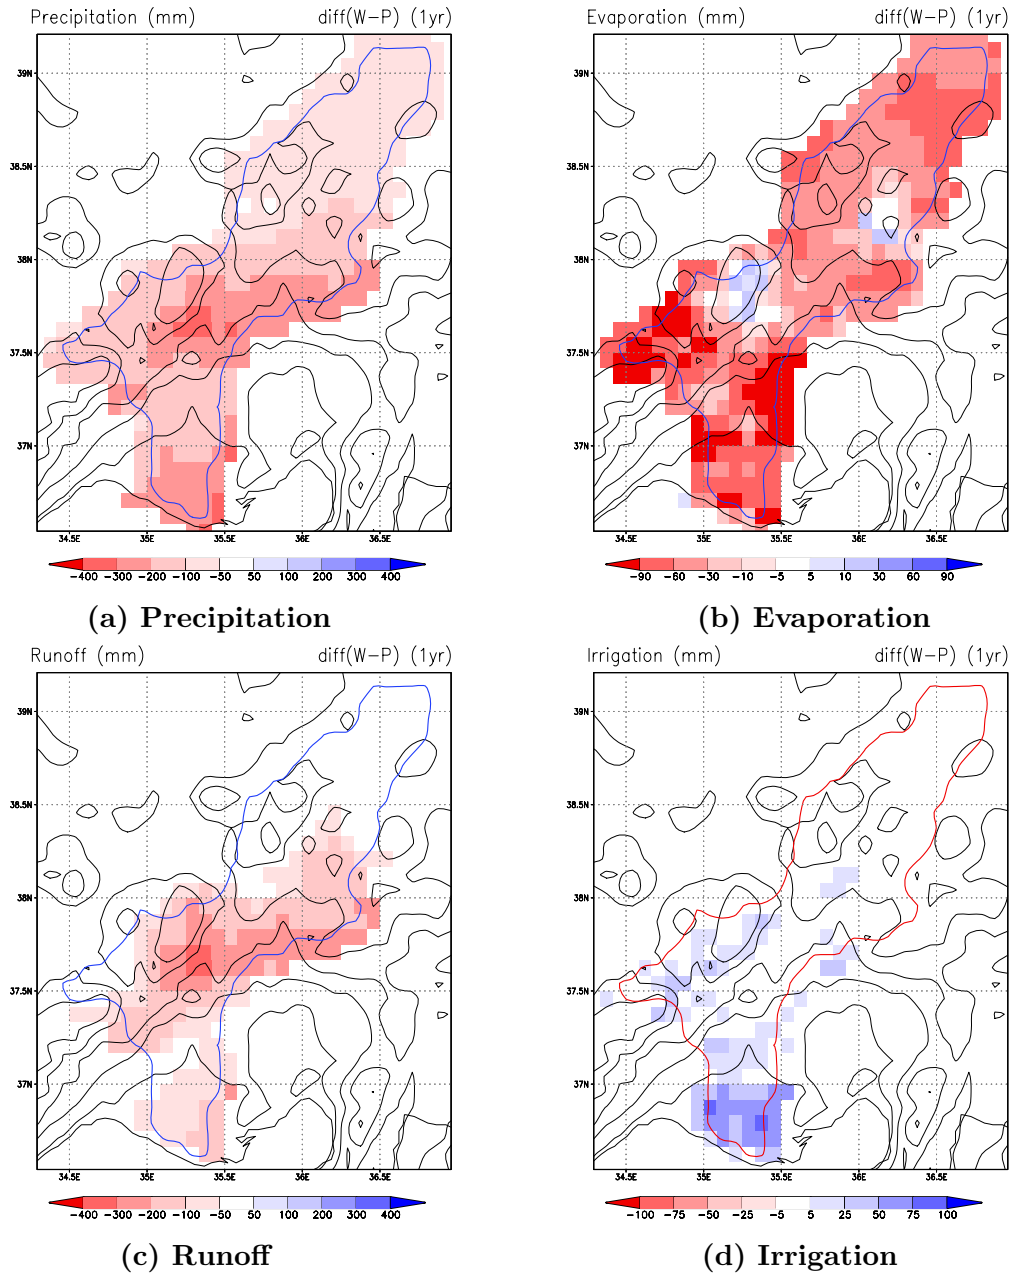 Precipitation (mm) diff(W−P) (1yr)
Evaporation (mm) diff(W−P) (1yr)
39N
38.5N
38N
37.5N
37N
34.5E 35E 35.5E 36E 36.5E
−400 −300 −200 −100 −50 50 100 200 300 400
39N
38.5N
38N
37.5N
37N
34.5E 35E 35.5E 36E 36.5E
−90 −60 −30 −10 −5 5 10 30 60 90
(a) Precipitation
(b) Evaporation
Runoff (mm) diff(W−P) (1yr)
Irrigation (mm) diff(W−P) (1yr)
39N
38.5N
38N
37.5N
37N
34.5E 35E 35.5E 36E 36.5E
−400 −300 −200 −100 −50 50 100 200 300 400
39N
38.5N
38N
37.5N
37N
34.5E 35E 35.5E 36E 36.5E
−100 −75 −50 −25 −5 5 25 50 75 100
(c) Runoff
(d) Irrigation